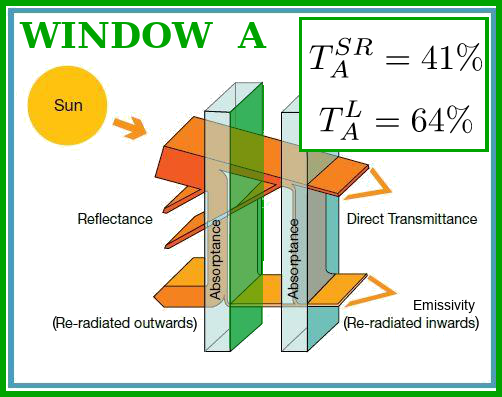 WINDOW A
T_A^{SR} = 41%
T_A^{L} = 64%
Sun
Reflectance
Direct Transmittance
Absorptance
Absorptance
Emissivity
(Re-radiated outwards)
(Re-radiated inwards)